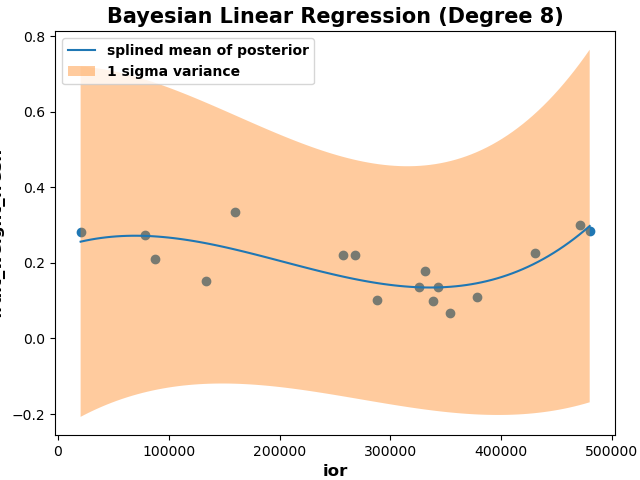 Bayesian Linear Regression (Degree 8)
splined mean of posterior
1 sigma variance
0.8
0.6
0.4
0.2
0.0
−0.2
0 100000 200000 300000 400000 500000
ior